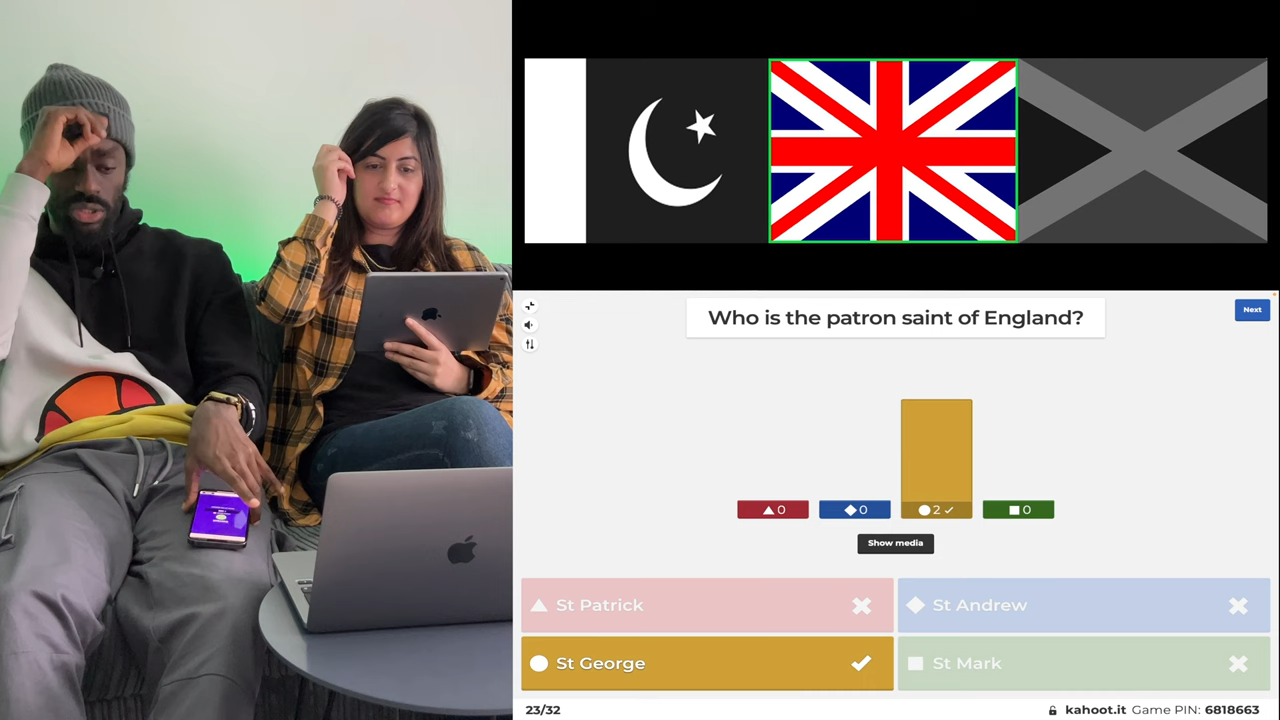 Who is the patron saint of England?
Next
0
0
2
0
Show media
St Patrick
St Andrew
St George
St Mark
23/32
kahoot.it Game PIN: 6818663